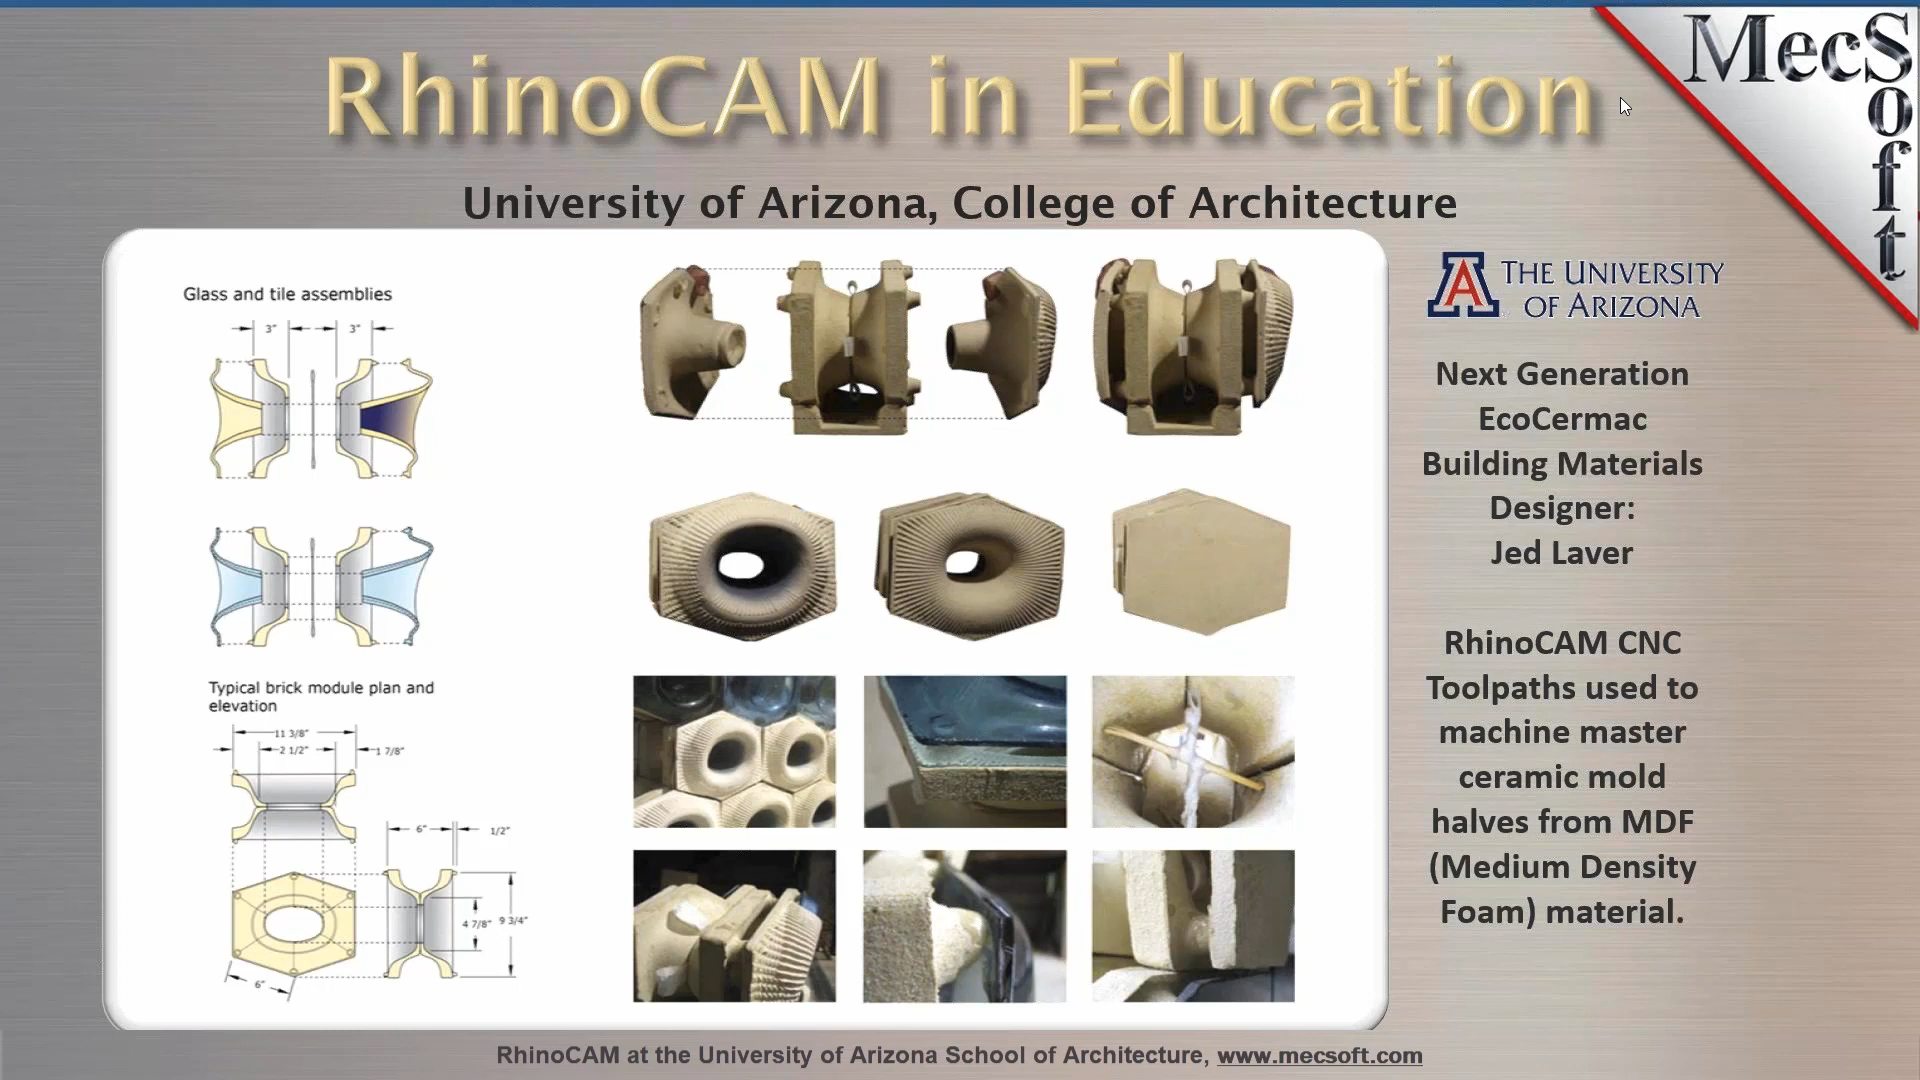 RhinoCAM in Education
MecSoft
University of Arizona, College of Architecture
Glass and tile assemblies
3" 3"
Typical brick module plan and
elevation
11 3/8"
2 1/2" 1 7/8"
6" 1/2"
4 7/8" 9 3/4"
6"
A THE UNIVERSITY
OF ARIZONA
Next Generation
EcoCermac
Building Materials
Designer:
Jed Laver
RhinoCAM CNC
Toolpaths used to
machine master
ceramic mold
halves from MDF
(Medium Density
Foam) material.
RhinoCAM at the University of Arizona School of Architecture, www.mecsoft.com